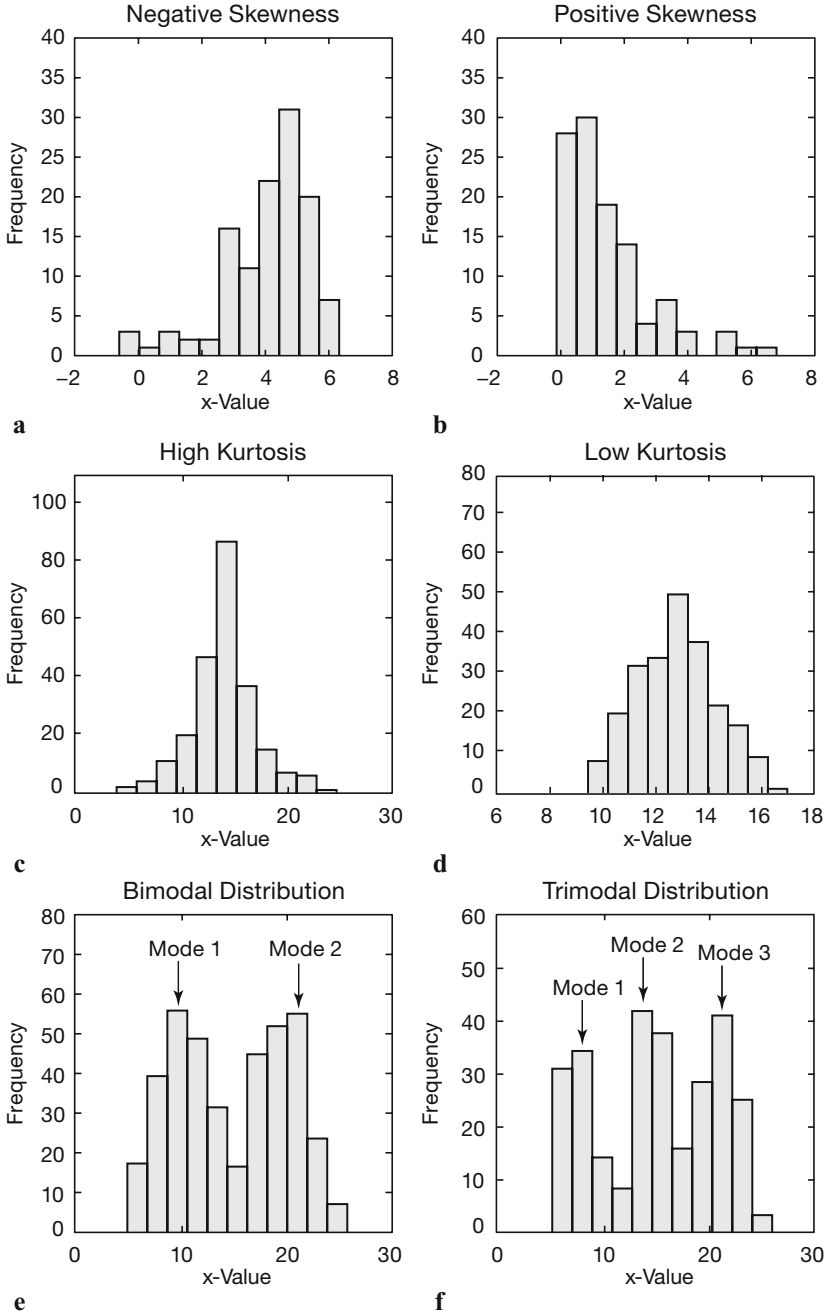 Negative Skewness
40
35
30
25
20
15
10
5
0
Frequency
−2 0 2 4 6 8
x-Value
a
Positive Skewness
40
35
30
25
20
15
10
5
0
Frequency
−2 0 2 4 6 8
x-Value
b
High Kurtosis
100
80
60
40
20
0
Frequency
0 10 20 30
x-Value
c
Low Kurtosis
80
70
60
50
40
30
20
10
0
Frequency
6 8 10 12 14 16 18
x-Value
d
Bimodal Distribution
80
70
60
50
40
30
20
10
0
Frequency
Mode 1 Mode 2
0 10 20 30
x-Value
e
Trimodal Distribution
60
50
40
30
20
10
0
Frequency
Mode 1
Mode 2
Mode 3
0 10 20 30
x-Value
f